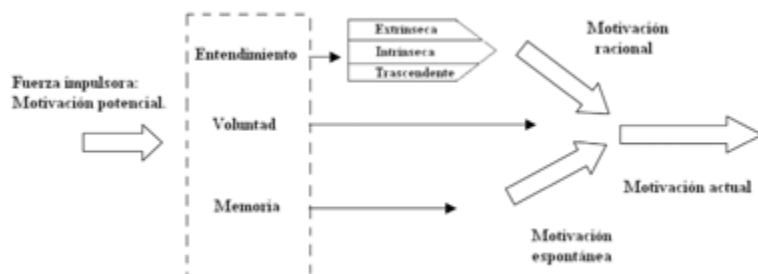 Fuerza impulsora:
Motivación potencial.
Entendimiento
Voluntad
Memoria
Extrínseca
Intrínseca
Trascendente
Motivación
racional
Motivación actual
Motivación
espontánea